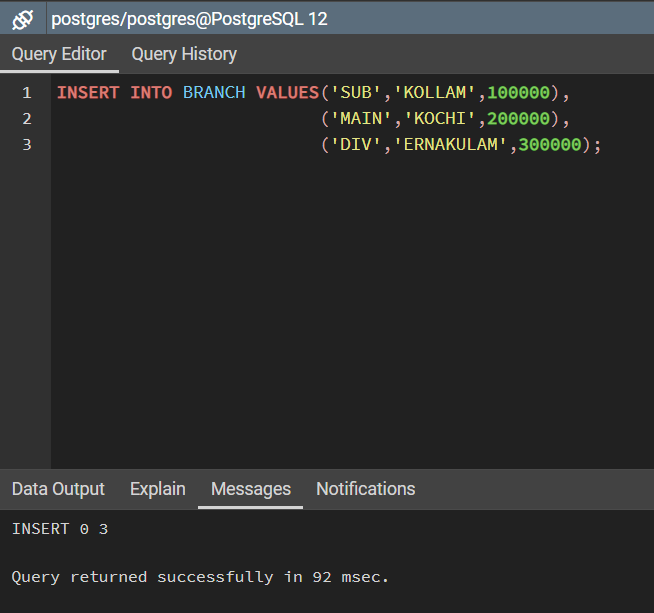 postgres/postgres@PostgreSQL 12
Query Editor Query History
1 INSERT INTO BRANCH VALUES('SUB','KOLLAM',100000),
2 ('MAIN','KOCHI',200000),
3 ('DIV','ERNAKULAM',300000);
Data Output Explain Messages Notifications
INSERT 0 3
Query returned successfully in 92 msec.